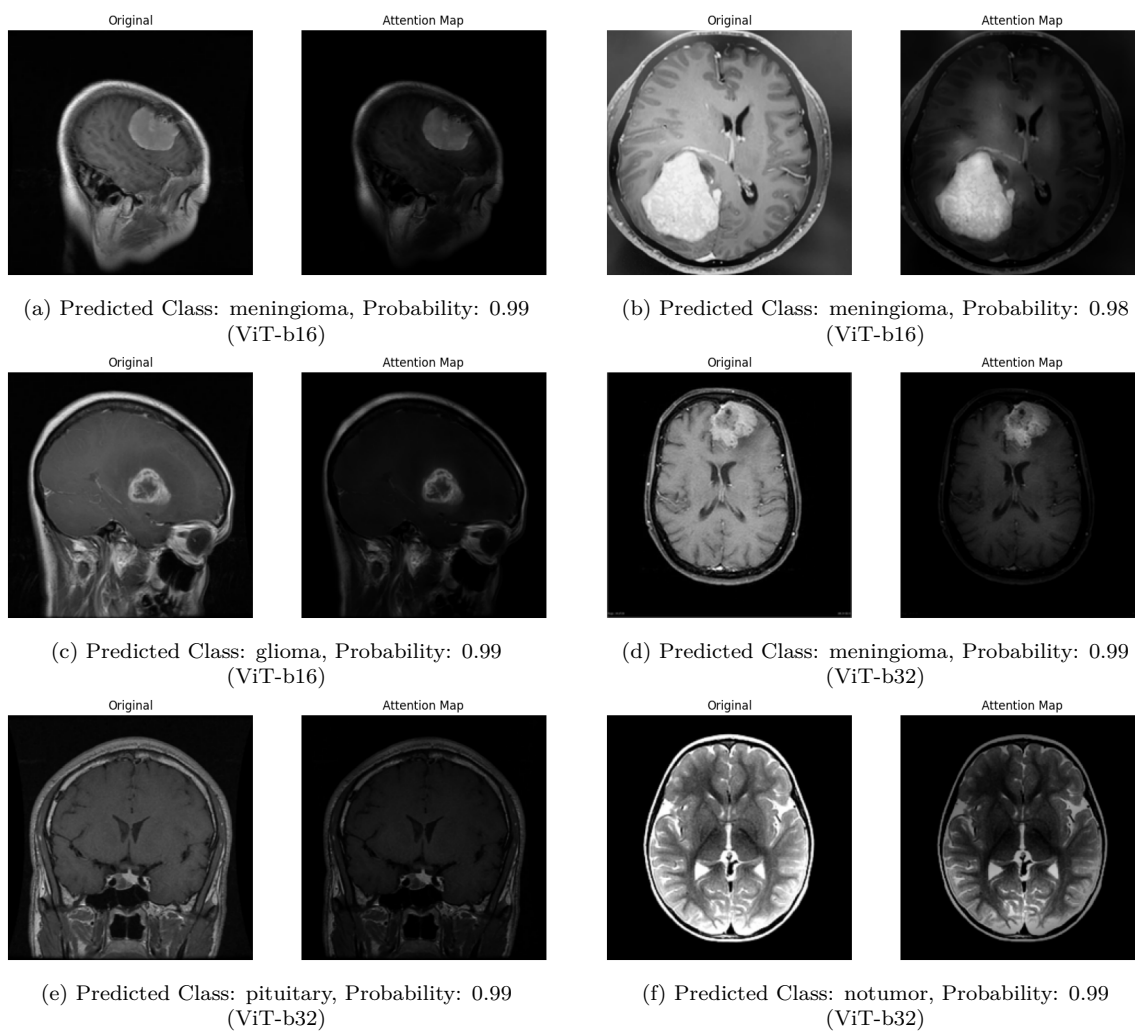 Original
Attention Map
Original
Attention Map
(a) Predicted Class: meningioma, Probability: 0.99
(ViT-b16)
(b) Predicted Class: meningioma, Probability: 0.98
(ViT-b16)
Original
Attention Map
Original
Attention Map
(c) Predicted Class: glioma, Probability: 0.99
(ViT-b16)
(d) Predicted Class: meningioma, Probability: 0.99
(ViT-b32)
Original
Attention Map
Original
Attention Map
(e) Predicted Class: pituitary, Probability: 0.99
(ViT-b32)
(f) Predicted Class: notumor, Probability: 0.99
(ViT-b32)